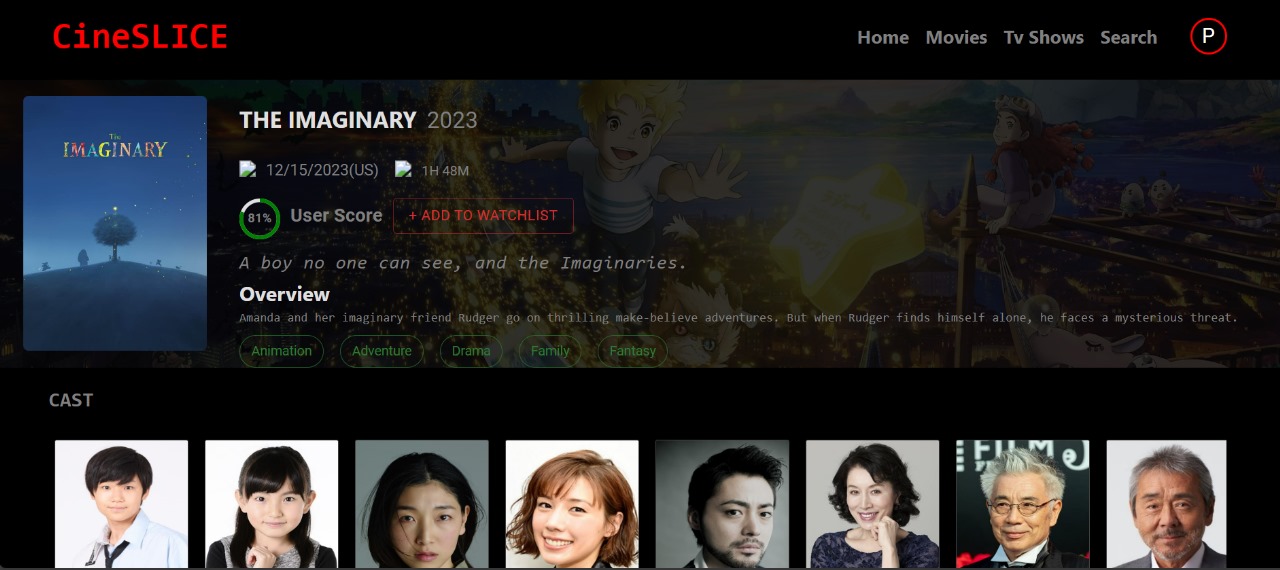 CineSLICE
Home Movies Tv Shows Search P
The
IMAGINARY
THE IMAGINARY 2023
12/15/2023(US) 1H 48M
81% User Score + ADD TO WATCHLIST
A boy no one can see, and the Imaginaries.
Overview
Amanda and her imaginary friend Rudger go on thrilling make-believe adventures. But when Rudger finds himself alone, he faces a mysterious threat.
Animation Adventure Drama Family Fantasy
CAST
FILM